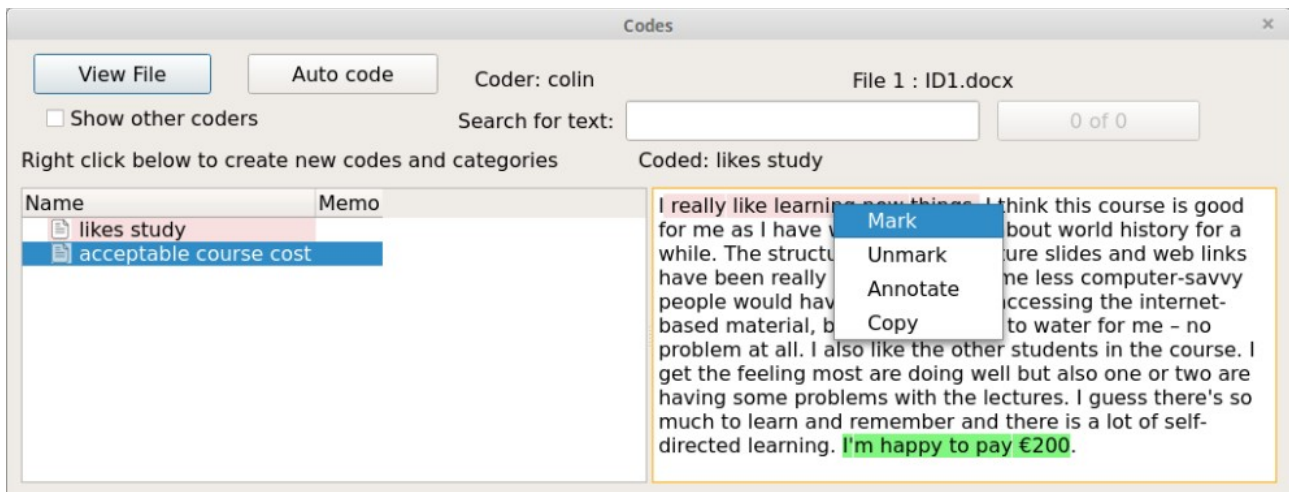 Codes
View File Auto code Coder: colin File 1 : ID1.docx
Show other coders Search for text: 0 of 0
Right click below to create new codes and categories Coded: likes study
Name Memo
likes study
acceptable course cost
I really like learning new things. I think this course is good
for me as I have bout world history for a
while. The structu ture slides and web links
have been really me less computer-savvy
people would hav ccessing the internet-
based material, b to water for me – no
problem at all. I also like the other students in the course. I
get the feeling most are doing well but also one or two are
having some problems with the lectures. I guess there's so
much to learn and remember and there is a lot of self-
directed learning. I'm happy to pay €200.
Mark
Unmark
Annotate
Copy